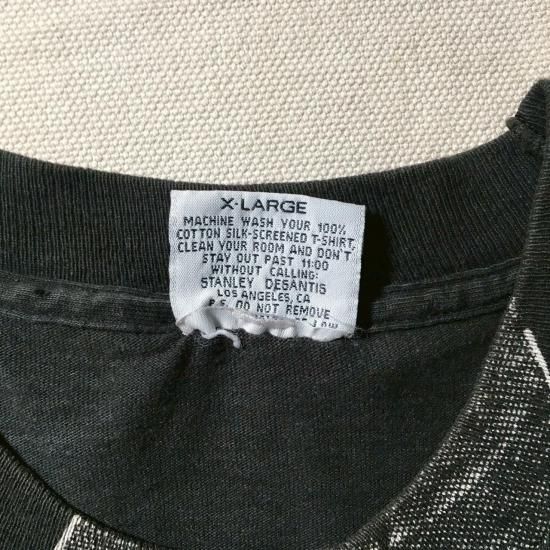 X-LARGE
MACHINE WASH YOUR 100%
COTTON SILK-SCREENED T-SHIRT,
CLEAN YOUR ROOM AND DON'T
STAY OUT PAST 11:00
WITHOUT CALLING:
STANLEY DESANTIS
LOS ANGELES, CA
P.S. DO NOT REMOVE